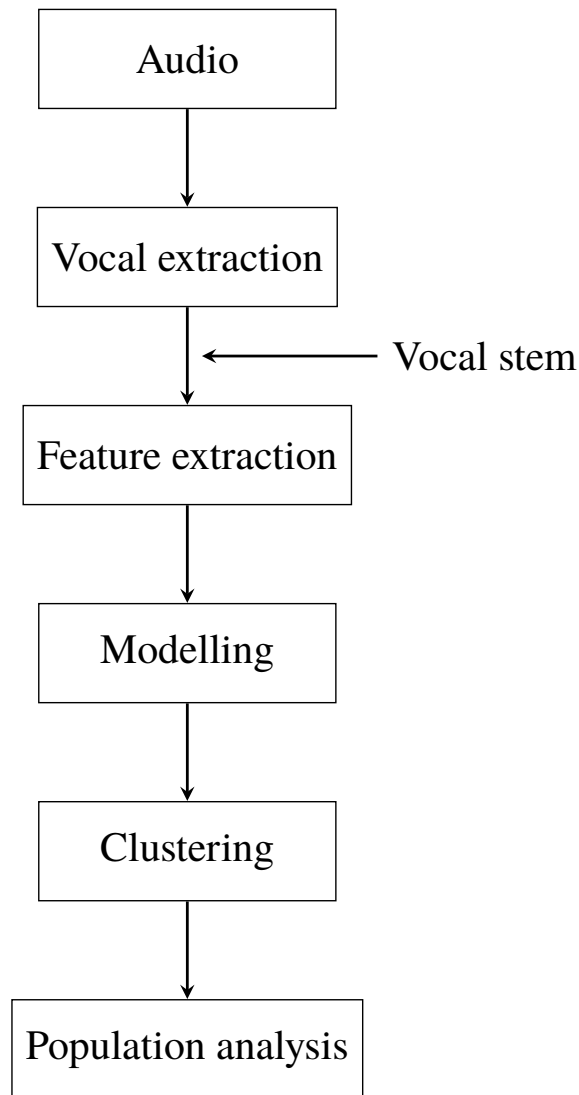 Audio
Vocal extraction
Vocal stem
Feature extraction
Modelling
Clustering
Population analysis